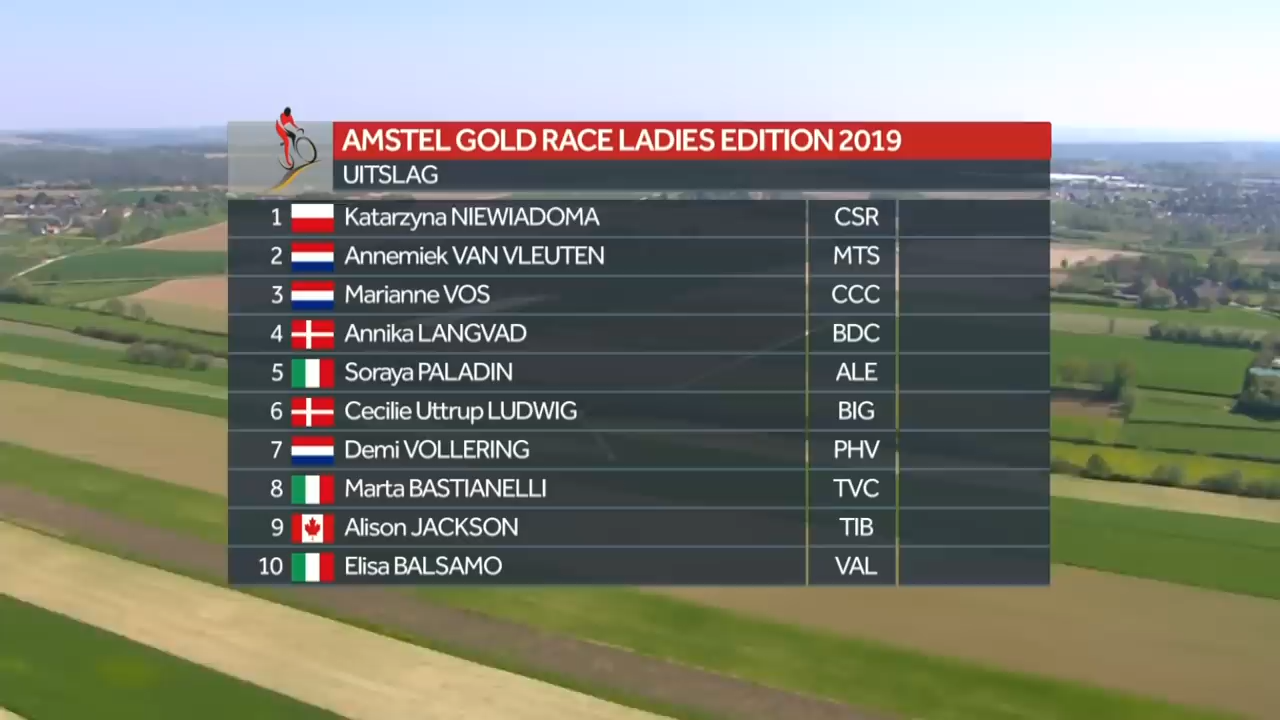 AMSTEL GOLD RACE LADIES EDITION 2019
UITSLAG
1 Katarzyna NIEWIADOMA CSR
2 Annemiek VAN VLEUTEN MTS
3 Marianne VOS CCC
4 Annika LANGVAD BDC
5 Soraya PALADIN ALE
6 Cecilie Uttrup LUDWIG BIG
7 Demi VOLLERING PHV
8 Marta BASTIANELLI TVC
9 Alison JACKSON TIB
10 Elisa BALSAMO VAL